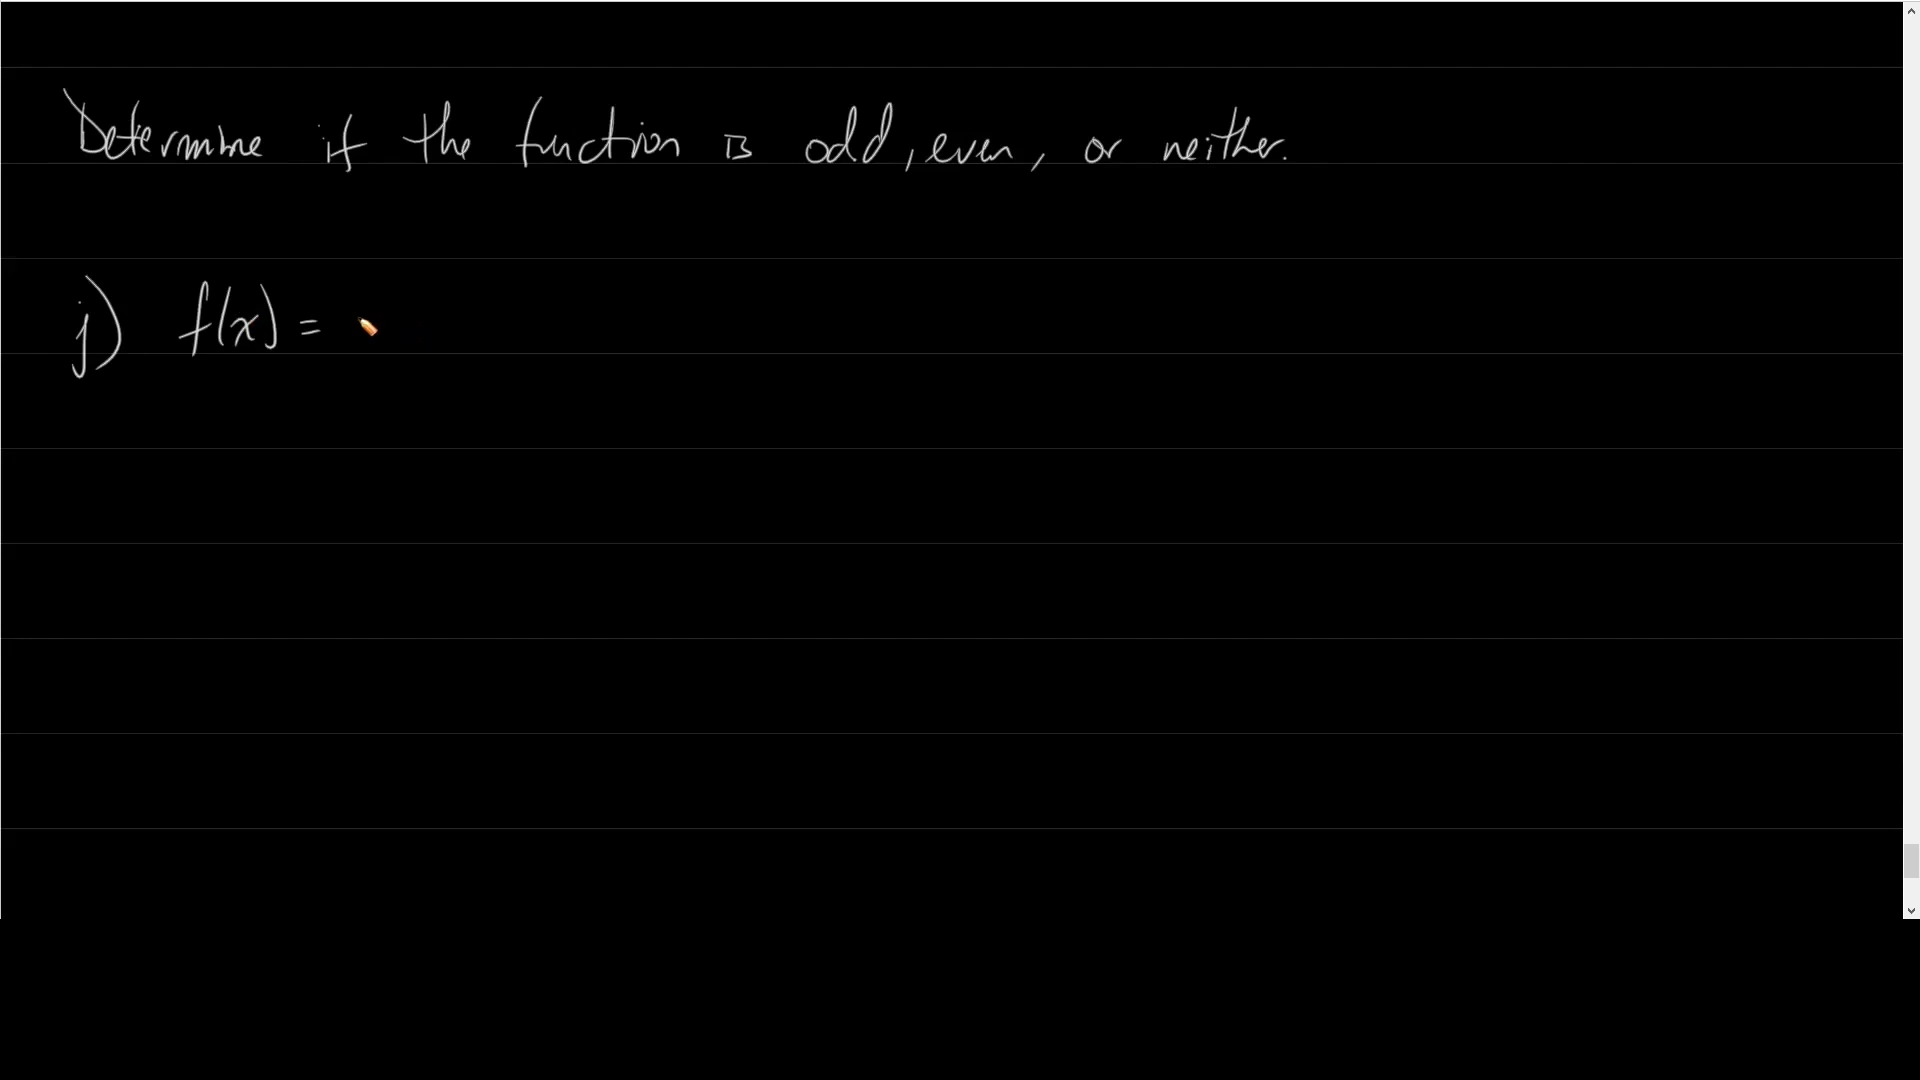 Determine if the function is odd, even, or neither.
j) f(x) =